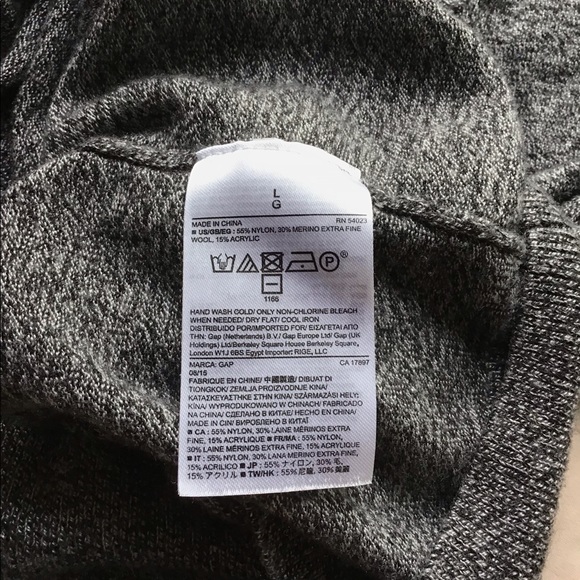 L
G
MADE IN CHINA RN 54023
■ US/GB/EG : 55% NYLON, 30% MERINO EXTRA FINE
WOOL, 15% ACRYLIC
P ®
1166
HAND WASH COLD/ ONLY NON-CHLORINE BLEACH
WHEN NEEDED/ DRY FLAT/ COOL IRON
DISTRIBUIDO POR/IMPORTED FOR/ ΕΙΣΑΓΕΤΑΙ ΑΠΟ
ΤΗΝ: Gap (Netherlands) B.V./ Gap Europe Ltd/ Gap (UK
Holdings) Ltd/Berkeley Square House Berkeley Square,
London W1J 6BS Egypt Importer: RIGE, LLC
MARCA: GAP CA 17897
08/15
FABRIQUÉ EN CHINE/ 中國製造/ DIBUAT DI
TIONGKOK/ ZEMLJA PROIZVODNJE KINA/
ΚΑΤΑΣΚΕΥΑΣΤΗΚΕ ΣΤΗΝ ΚΙΝΑ/ SZÁRMAZÁSI HELY:
KÍNA/ WYPRODUKOWANO W CHINACH/ FABRICADO
NA CHINA/ СДЕЛАНО В КИТАЕ/ HECHO EN CHINA/
MADE IN ÇİN/ ВИРОБЛЕНО В КИТАЇ
■ CA : 55% NYLON, 30% LAINE MÉRINOS EXTRA
FINE, 15% ACRYLIQUE ■ FR/MA : 55% NYLON,
30% LAINE MÉRINOS EXTRA FINE, 15% ACRYLIQUE
■ IT : 55% NYLON, 30% LANA MERINO EXTRA FINE,
15% ACRILICO ■ JP : 55% ナイロン, 30% 毛,
15% アクリル ■ TW/HK : 55% 尼龍, 30%